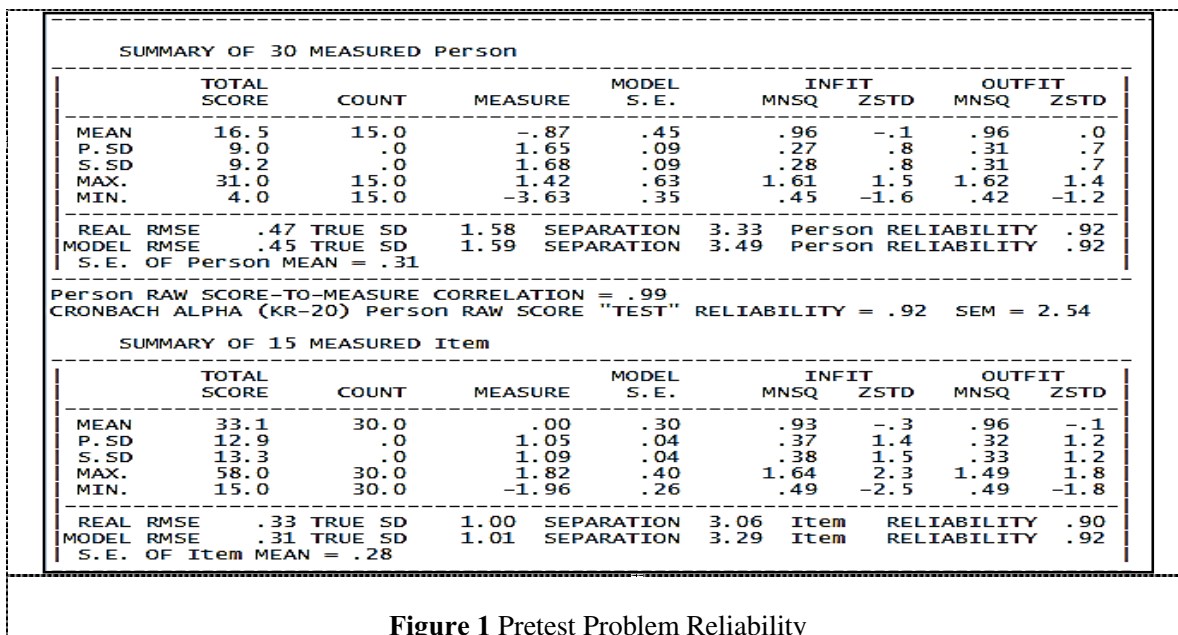 SUMMARY OF 30 MEASURED Person
TOTAL MODEL INFIT OUTFIT
SCORE COUNT MEASURE S.E. MNSQ ZSTD MNSQ ZSTD
MEAN 16.5 15.0 -.87 .45 .96 -.1 .96 .0
P.SD 9.0 .0 1.65 .09 .27 .8 .31 .7
S.SD 9.2 .0 1.68 .09 .28 .8 .31 .7
MAX. 31.0 15.0 1.42 .63 1.61 1.5 1.62 1.4
MIN. 4.0 15.0 -3.63 .35 .45 -1.6 .42 -1.2
REAL RMSE .47 TRUE SD 1.58 SEPARATION 3.33 Person RELIABILITY .92
MODEL RMSE .45 TRUE SD 1.59 SEPARATION 3.49 Person RELIABILITY .92
S.E. OF Person MEAN = .31
Person RAW SCORE-TO-MEASURE CORRELATION = .99
CRONBACH ALPHA (KR-20) Person RAW SCORE "TEST" RELIABILITY = .92 SEM = 2.54
SUMMARY OF 15 MEASURED Item
TOTAL MODEL INFIT OUTFIT
SCORE COUNT MEASURE S.E. MNSQ ZSTD MNSQ ZSTD
MEAN 33.1 30.0 .00 .30 .93 -.3 .96 -.1
P.SD 12.9 .0 1.05 .04 .37 1.4 .32 1.2
S.SD 13.3 .0 1.09 .04 .38 1.5 .33 1.2
MAX. 58.0 30.0 1.82 .40 1.64 2.3 1.49 1.8
MIN. 15.0 30.0 -1.96 .26 .49 -2.5 .49 -1.8
REAL RMSE .33 TRUE SD 1.00 SEPARATION 3.06 Item RELIABILITY .90
MODEL RMSE .31 TRUE SD 1.01 SEPARATION 3.29 Item RELIABILITY .92
S.E. OF Item MEAN = .28
Figure 1 Pretest Problem Reliability